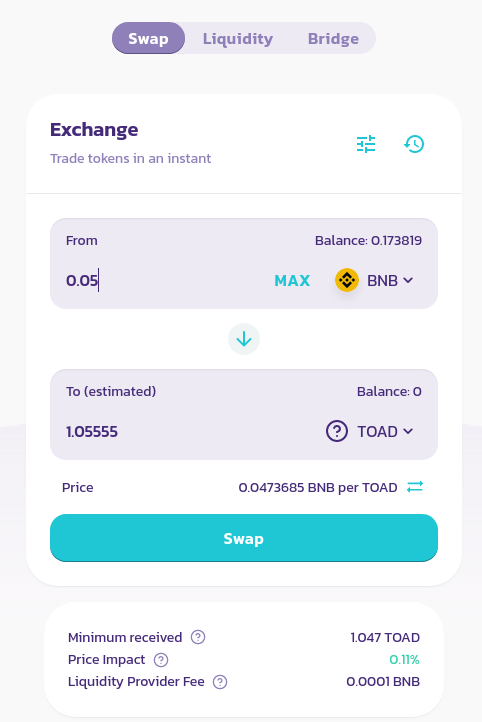 Swap Liquidity Bridge
Exchange
Trade tokens in an instant
From Balance: 0.173819
0.05 MAX BNB
To (estimated) Balance: 0
1.05555 ? TOAD
Price 0.0473685 BNB per TOAD
Swap
Minimum received ? 1.047 TOAD
Price Impact ? 0.11%
Liquidity Provider Fee ? 0.0001 BNB